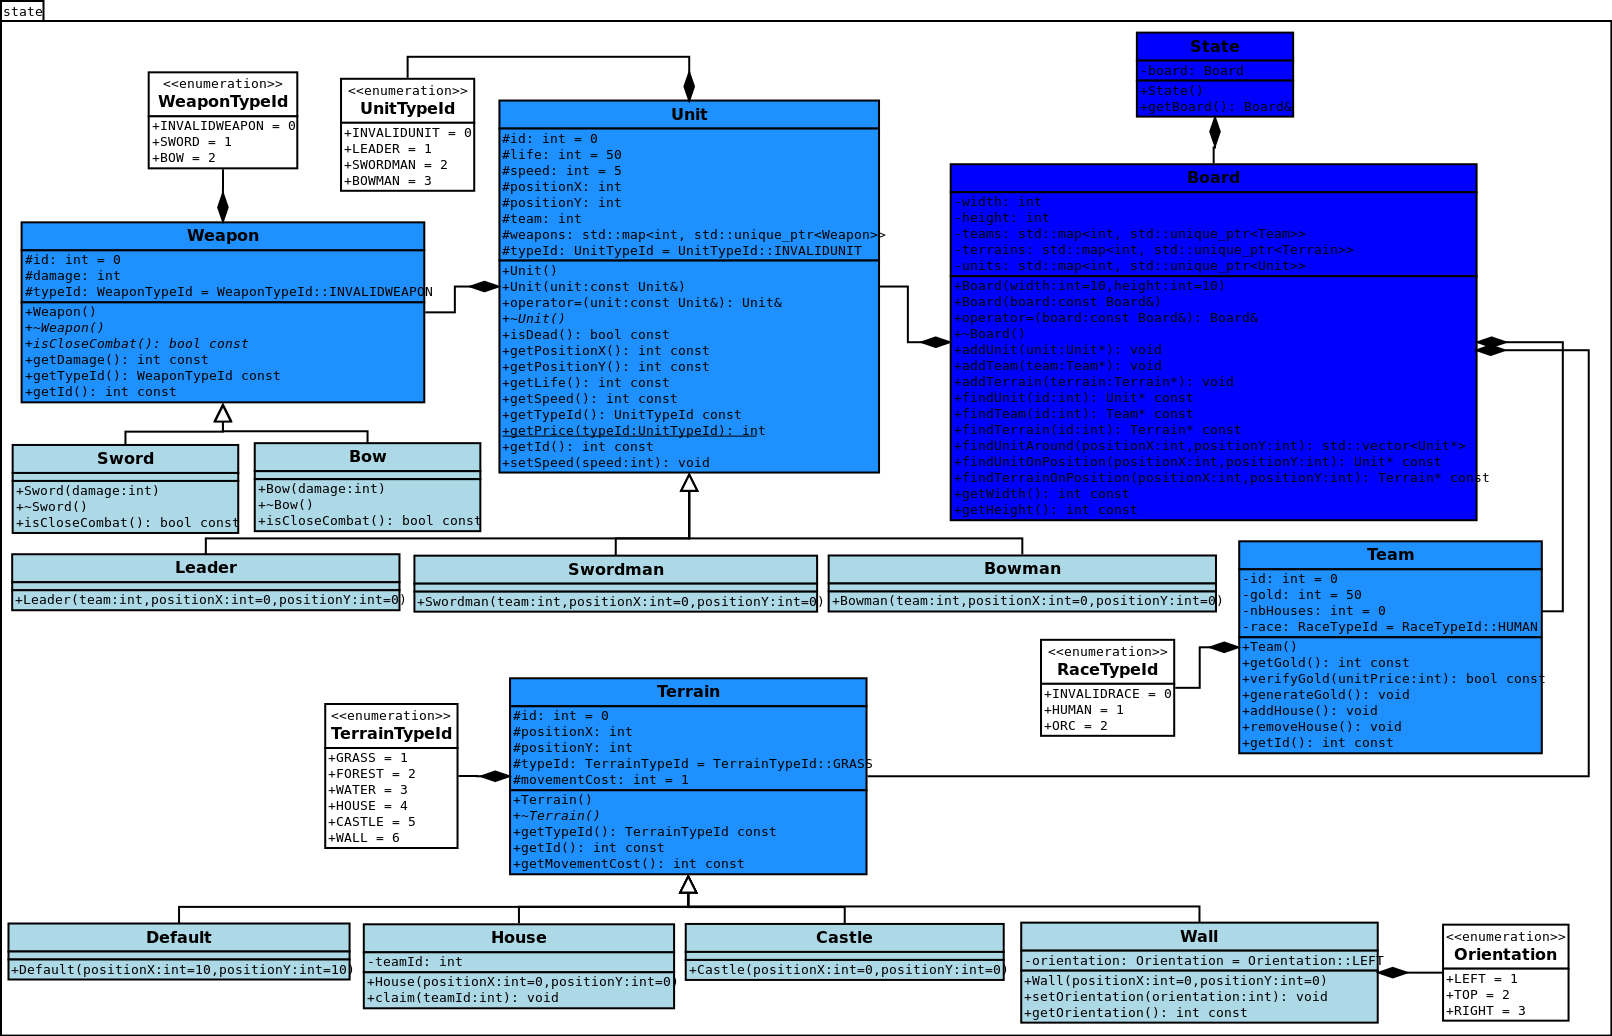 state
State
-board: Board
+State()
+getBoard(): Board&
<<enumeration>>
WeaponTypeId
+INVALIDWEAPON = 0
+SWORD = 1
+BOW = 2
<<enumeration>>
UnitTypeId
+INVALIDUNIT = 0
+LEADER = 1
+SWORDMAN = 2
+BOWMAN = 3
Unit
#id: int = 0
#life: int = 50
#speed: int = 5
#positionX: int
#positionY: int
#team: int
#weapons: std::map<int, std::unique_ptr<Weapon>>
#typeId: UnitTypeId = UnitTypeId::INVALIDUNIT
+Unit()
+Unit(unit:const Unit&)
+operator=(unit:const Unit&): Unit&
+~Unit()
+isDead(): bool const
+getPositionX(): int const
+getPositionY(): int const
+getLife(): int const
+getSpeed(): int const
+getTypeId(): UnitTypeId const
+getPrice(typeId:UnitTypeId): int
+getId(): int const
+setSpeed(speed:int): void
Board
-width: int
-height: int
-teams: std::map<int, std::unique_ptr<Team>>
-terrains: std::map<int, std::unique_ptr<Terrain>>
-units: std::map<int, std::unique_ptr<Unit>>
+Board(width:int=10,height:int=10)
+Board(board:const Board&)
+operator=(board:const Board&): Board&
+~Board()
+addUnit(unit:Unit*): void
+addTeam(team:Team*): void
+addTerrain(terrain:Terrain*): void
+findUnit(id:int): Unit* const
+findTeam(id:int): Team* const
+findTerrain(id:int): Terrain* const
+findUnitAround(positionX:int,positionY:int): std::vector<Unit*>
+findUnitOnPosition(positionX:int,positionY:int): Unit* const
+findTerrainOnPosition(positionX:int,positionY:int): Terrain* const
+getWidth(): int const
+getHeight(): int const
Weapon
#id: int = 0
#damage: int
#typeId: WeaponTypeId = WeaponTypeId::INVALIDWEAPON
+Weapon()
+~Weapon()
+isCloseCombat(): bool const
+getDamage(): int const
+getTypeId(): WeaponTypeId const
+getId(): int const
Sword
+Sword(damage:int)
+~Sword()
+isCloseCombat(): bool const
Bow
+Bow(damage:int)
+~Bow()
+isCloseCombat(): bool const
Leader
+Leader(team:int,positionX:int=0,positionY:int=0)
Swordman
+Swordman(team:int,positionX:int=0,positionY:int=0)
Bowman
+Bowman(team:int,positionX:int=0,positionY:int=0)
Team
-id: int = 0
-gold: int = 50
-nbHouses: int = 0
-race: RaceTypeId = RaceTypeId::HUMAN
+Team()
+getGold(): int const
+verifyGold(unitPrice:int): bool const
+generateGold(): void
+addHouse(): void
+removeHouse(): void
+getId(): int const
<<enumeration>>
RaceTypeId
+INVALIDRACE = 0
+HUMAN = 1
+ORC = 2
<<enumeration>>
TerrainTypeId
+GRASS = 1
+FOREST = 2
+WATER = 3
+HOUSE = 4
+CASTLE = 5
+WALL = 6
Terrain
#id: int = 0
#positionX: int
#positionY: int
#typeId: TerrainTypeId = TerrainTypeId::GRASS
#movementCost: int = 1
+Terrain()
+~Terrain()
+getTypeId(): TerrainTypeId const
+getId(): int const
+getMovementCost(): int const
Default
+Default(positionX:int=10,positionY:int=10)
House
-teamId: int
+House(positionX:int=0,positionY:int=0)
+claim(teamId:int): void
Castle
+Castle(positionX:int=0,positionY:int=0)
Wall
-orientation: Orientation = Orientation::LEFT
+Wall(positionX:int=0,positionY:int=0)
+setOrientation(orientation:int): void
+getOrientation(): int const
<<enumeration>>
Orientation
+LEFT = 1
+TOP = 2
+RIGHT = 3